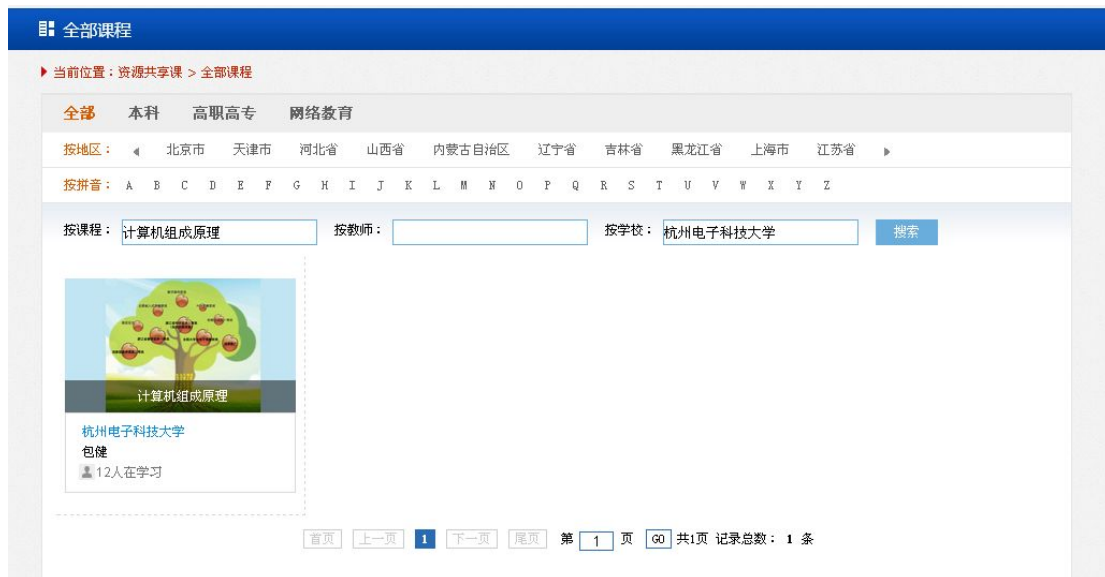 全部课程
当前位置：资源共享课 > 全部课程
全部 本科 高职高专 网络教育
按地区： 北京市 天津市 河北省 山西省 内蒙古自治区 辽宁省 吉林省 黑龙江省 上海市 江苏省
按拼音： A B C D E F G H I J K L M N O P Q R S T U V W X Y Z
按课程： 计算机组成原理 按教师： 按学校： 杭州电子科技大学 搜索
计算机组成原理
杭州电子科技大学
包健
12人在学习
首页 上一页 1 下一页 尾页 第 1 页 GO 共1页 记录总数： 1 条